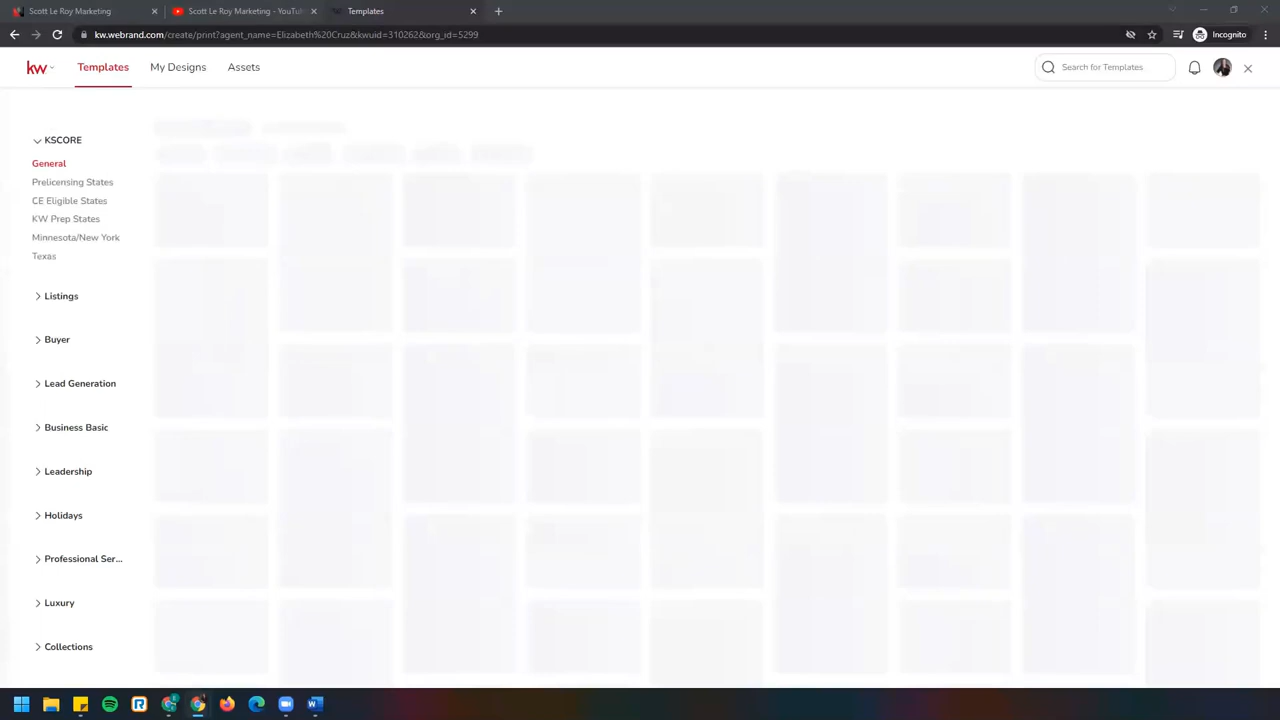 Scott Le Roy Marketing
Scott Le Roy Marketing - YouTu
Templates
kw.webrand.com/create/print?agent_name=Elizabeth%20Cruz&kwuid=310262&org_id=5299
Incognito
kw
Templates
My Designs
Assets
Search for Templates
KSCORE
General
Prelicensing States
CE Eligible States
KW Prep States
Minnesota/New York
Texas
Listings
Buyer
Lead Generation
Business Basic
Leadership
Holidays
Professional Ser...
Luxury
Collections